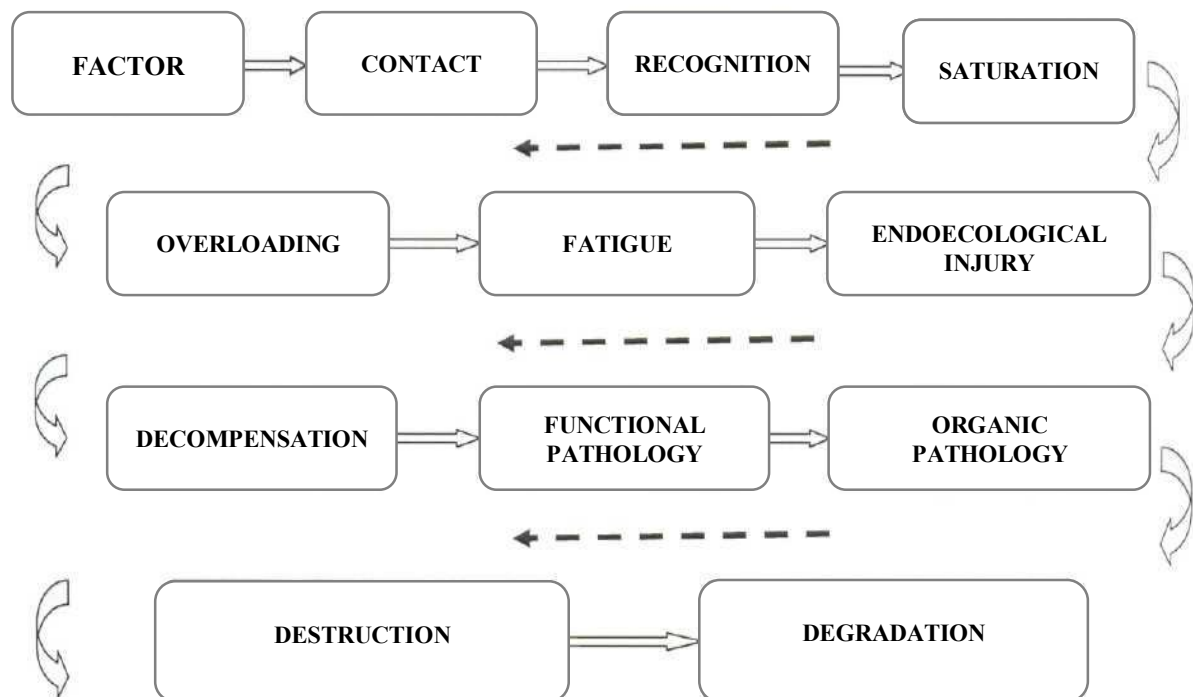 FACTOR
CONTACT
RECOGNITION
SATURATION
OVERLOADING
FATIGUE
ENDOECOLOGICAL
INJURY
DECOMPENSATION
FUNCTIONAL
PATHOLOGY
ORGANIC
PATHOLOGY
DESTRUCTION
DEGRADATION